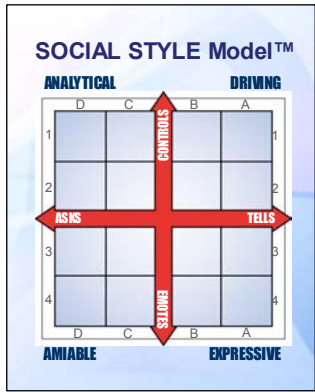 SOCIAL STYLE Model™
ANALYTICAL DRIVING
D C B A
CONTROLS
1 1
2 2
ASKS TELLS
3 3
4 4
EMOTES
D C B A
AMIABLE EXPRESSIVE